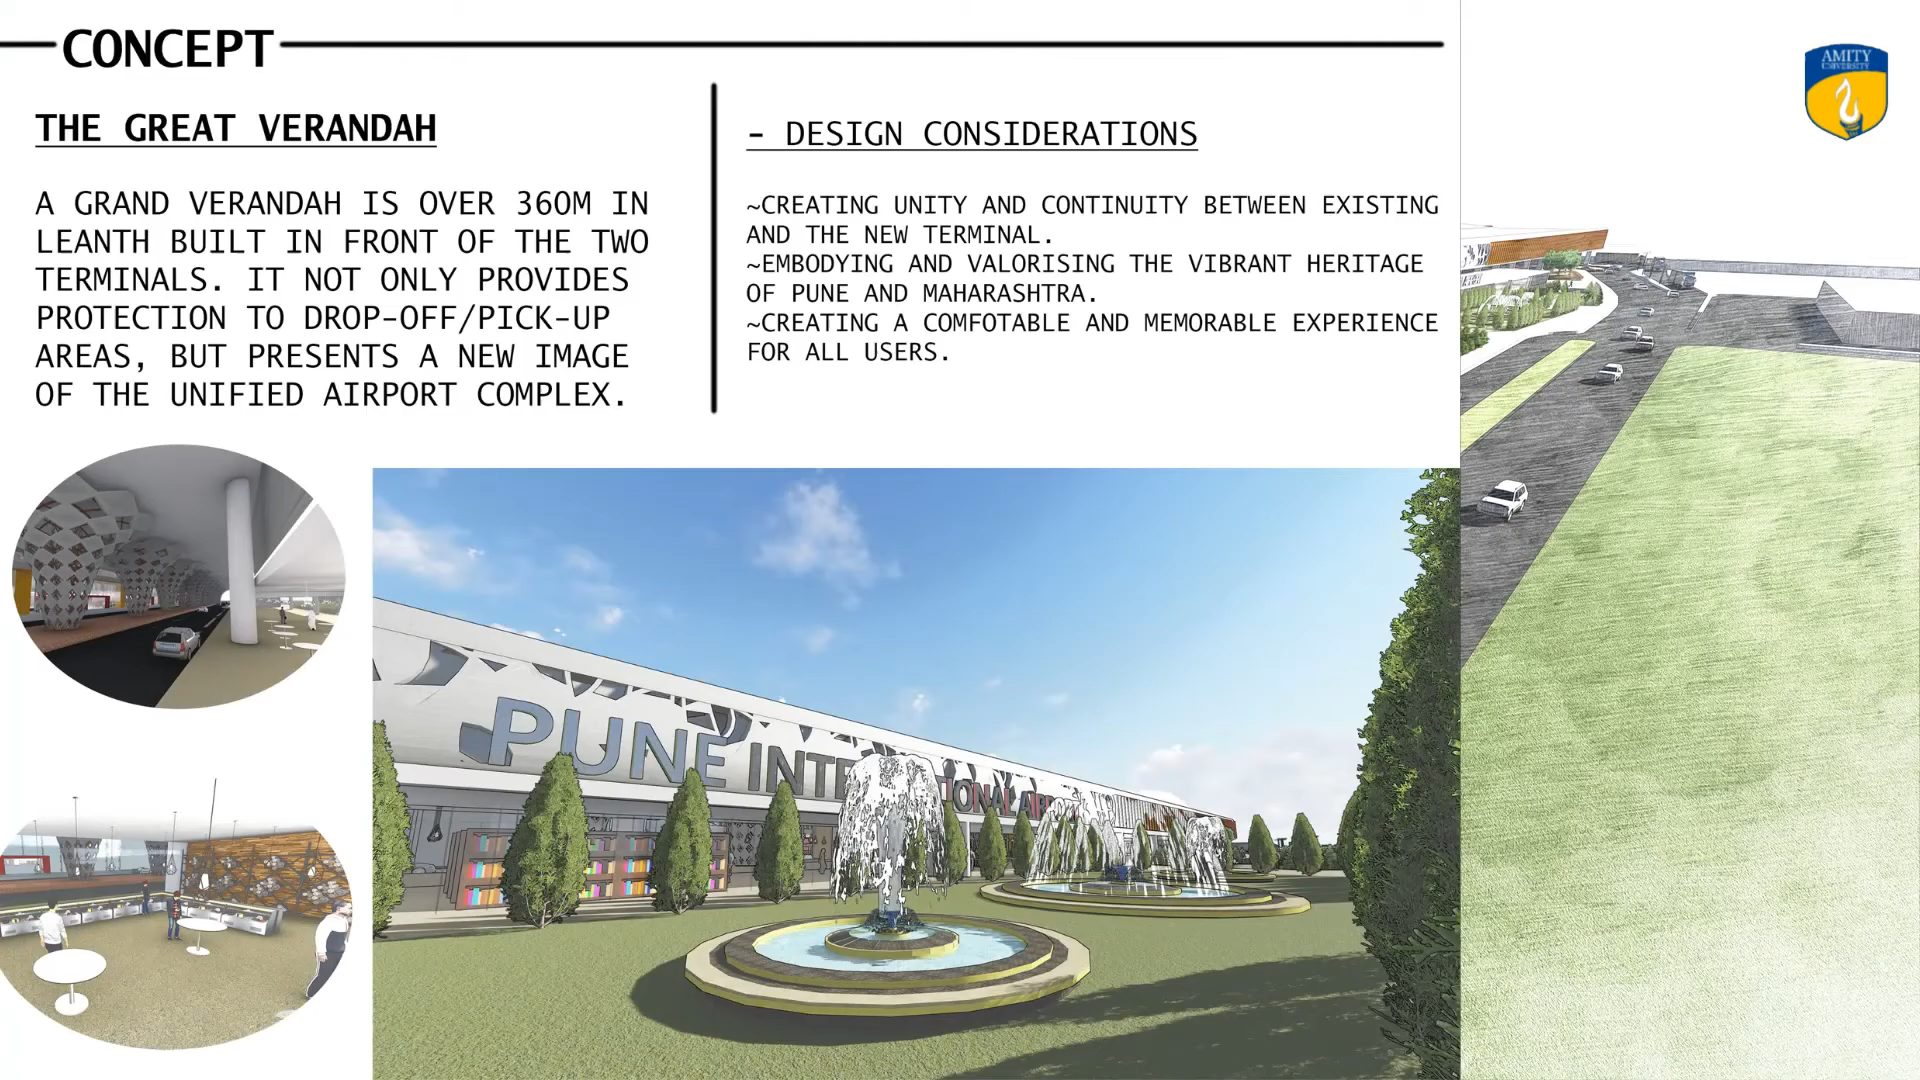 CONCEPT
THE GREAT VERANDAH
A GRAND VERANDAH IS OVER 360M IN
LEANTH BUILT IN FRONT OF THE TWO
TERMINALS. IT NOT ONLY PROVIDES
PROTECTION TO DROP-OFF/PICK-UP
AREAS, BUT PRESENTS A NEW IMAGE
OF THE UNIFIED AIRPORT COMPLEX.
- DESIGN CONSIDERATIONS
~CREATING UNITY AND CONTINUITY BETWEEN EXISTING
AND THE NEW TERMINAL.
~EMBODYING AND VALORISING THE VIBRANT HERITAGE
OF PUNE AND MAHARASHTRA.
~CREATING A COMFOTABLE AND MEMORABLE EXPERIENCE
FOR ALL USERS.
AMITY
UNIVERSITY
PUNE